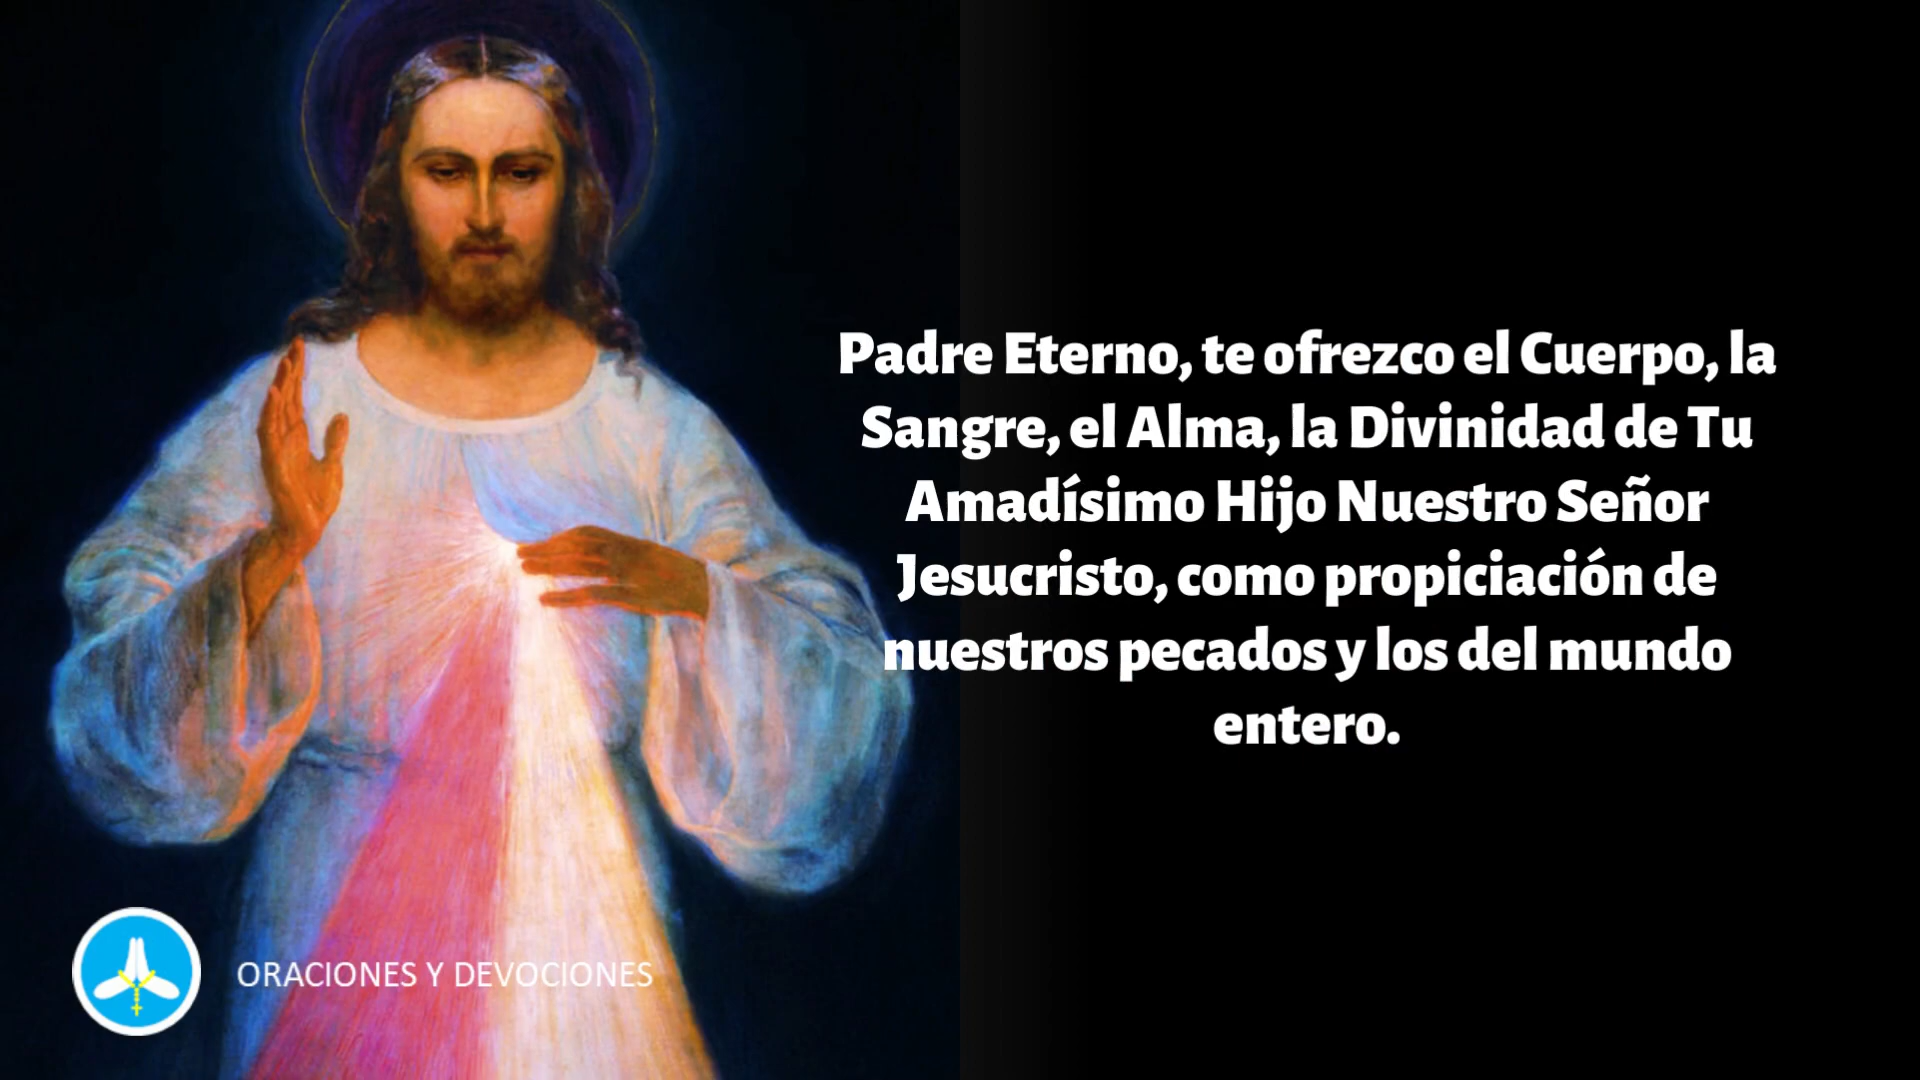 Padre Eterno, te ofrezco el Cuerpo, la
Sangre, el Alma, la Divinidad de Tu
Amadísimo Hijo Nuestro Señor
Jesucristo, como propiciación de
nuestros pecados y los del mundo
entero.
ORACIONES Y DEVOCIONES